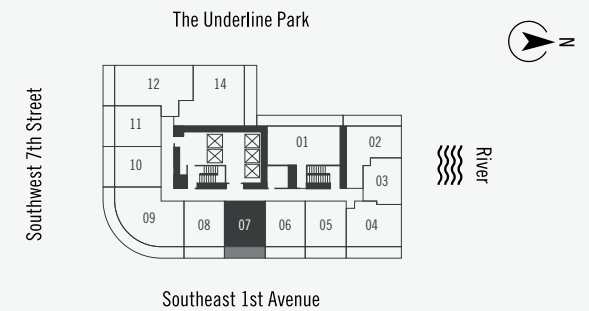 The Underline Park
N
Southwest 7th Street
12
14
11
01
02
10
03
09
08
07
06
05
04
River
Southeast 1st Avenue